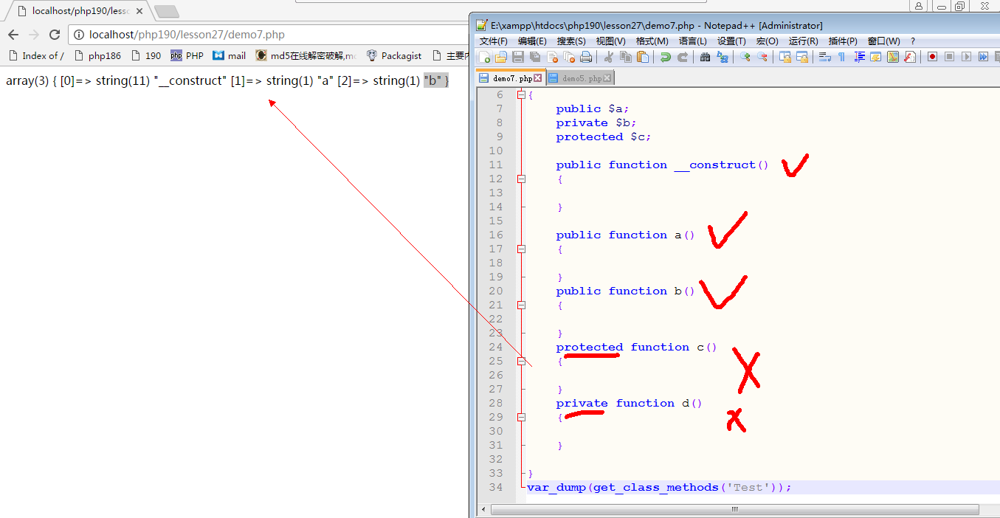 localhost/php190/less
localhost/php190/lesson27/demo7.php
Index of /
php186
190
php
PHP
mail
md5在线解密破解,m
Packagist
array(3) { [0]=> string(11) "__construct" [1]=> string(1) "a" [2]=> string(1) "b" }
E:\xampp\htdocs\php190\lesson27\demo7.php - Notepad++ [Administrator]
文件(F) 编辑(E) 搜索(S) 视图(V) 格式(M) 语言(L) 设置(T) 宏(O) 运行(R) 插件(P) 窗口(W) ?
demo7.php
demo5.php
6 {
7 public $a;
8 private $b;
9 protected $c;
10
11 public function __construct()
12 {
13
14 }
15
16 public function a()
17 {
18
19 }
20 public function b()
21 {
22
23 }
24 protected function c()
25 {
26
27 }
28 private function d()
29 {
30
31 }
32
33 }
34 var_dump(get_class_methods('Test'));